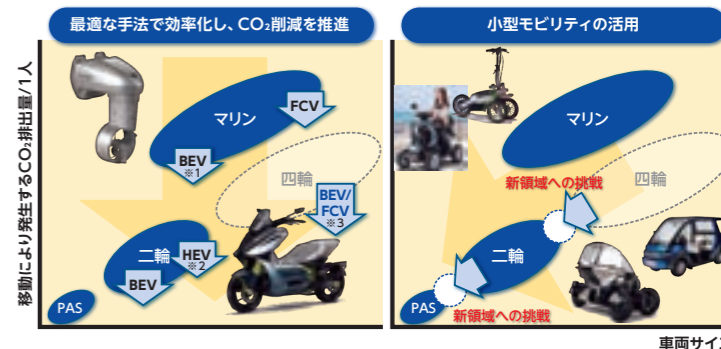 最適な手法で効率化し、CO₂削減を推進
移動により発生するCO₂排出量/1人
マリン
FCV
BEV
※1
四輪
BEV/
FCV
※3
二輪
HEV
※2
BEV
PAS
小型モビリティの活用
マリン
新領域への挑戦
四輪
二輪
PAS
新領域への挑戦